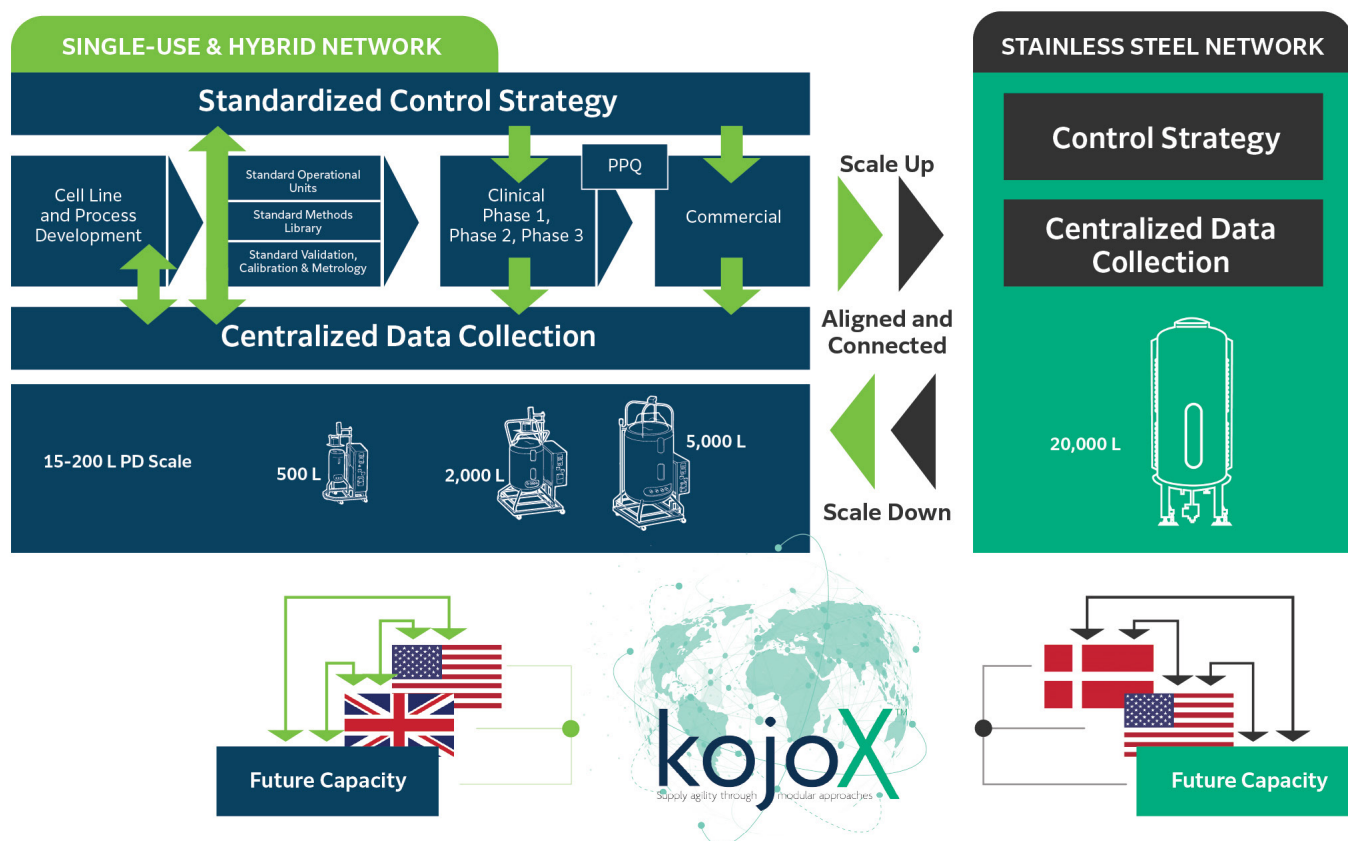 SINGLE-USE & HYBRID NETWORK
Standardized Control Strategy
Cell Line
and Process
Development
Standard Operational
Units
Standard Methods
Library
Standard Validation,
Calibration & Metrology
Clinical
Phase 1,
Phase 2, Phase 3
PPQ
Commercial
Centralized Data Collection
15-200 L PD Scale
500 L
2,000 L
5,000 L
Scale Up
Aligned and
Connected
Scale Down
STAINLESS STEEL NETWORK
Control Strategy
Centralized Data
Collection
20,000 L
Future Capacity
kojoX™
Supply agility through modular approaches
Future Capacity